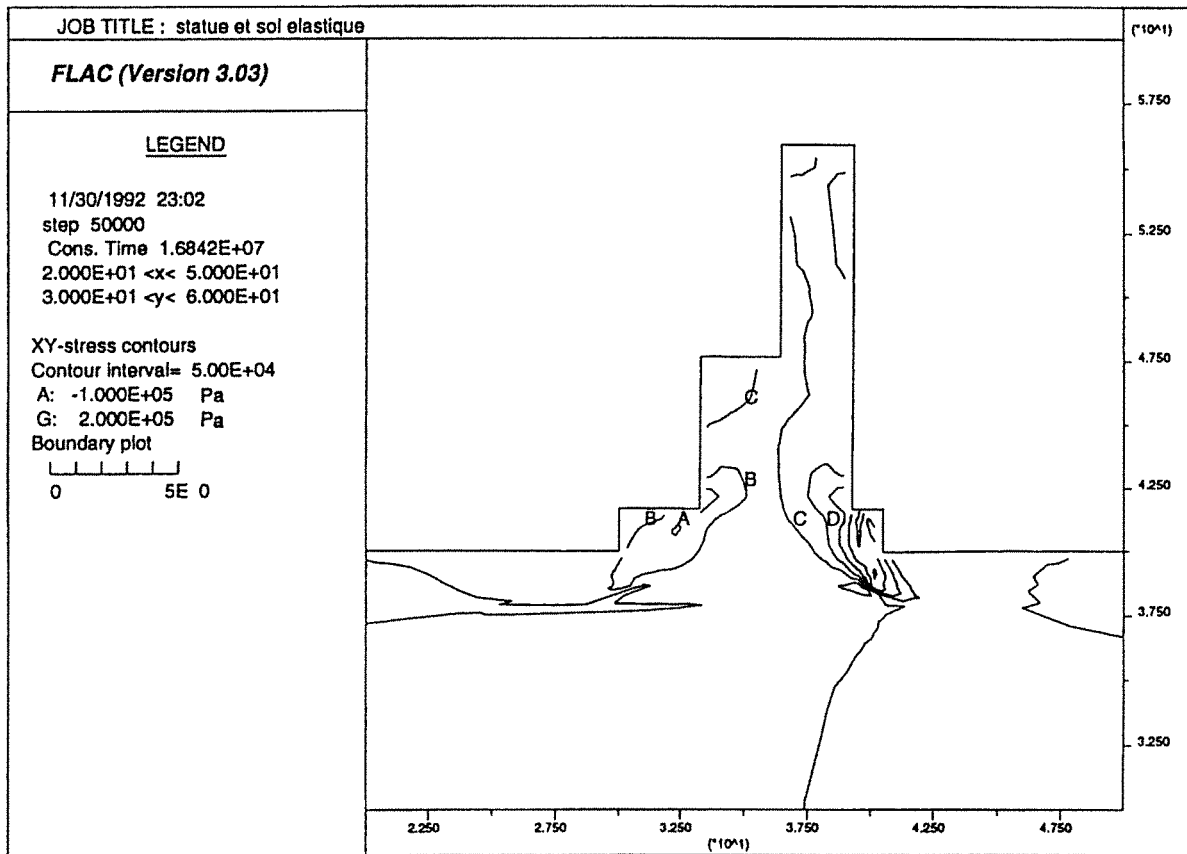 JOB TITLE : statue et sol elastique
(*10^1)
FLAC (Version 3.03)
LEGEND
11/30/1992 23:02
step 50000
Cons. Time 1.6842E+07
2.000E+01 <x< 5.000E+01
3.000E+01 <y< 6.000E+01
XY-stress contours
Contour interval= 5.00E+04
A: -1.000E+05 Pa
G: 2.000E+05 Pa
Boundary plot
0 5E 0
5.750
5.250
4.750
4.250
3.750
3.250
C
B
B A C D
2.250 2.750 3.250 3.750 4.250 4.750
(*10^1)